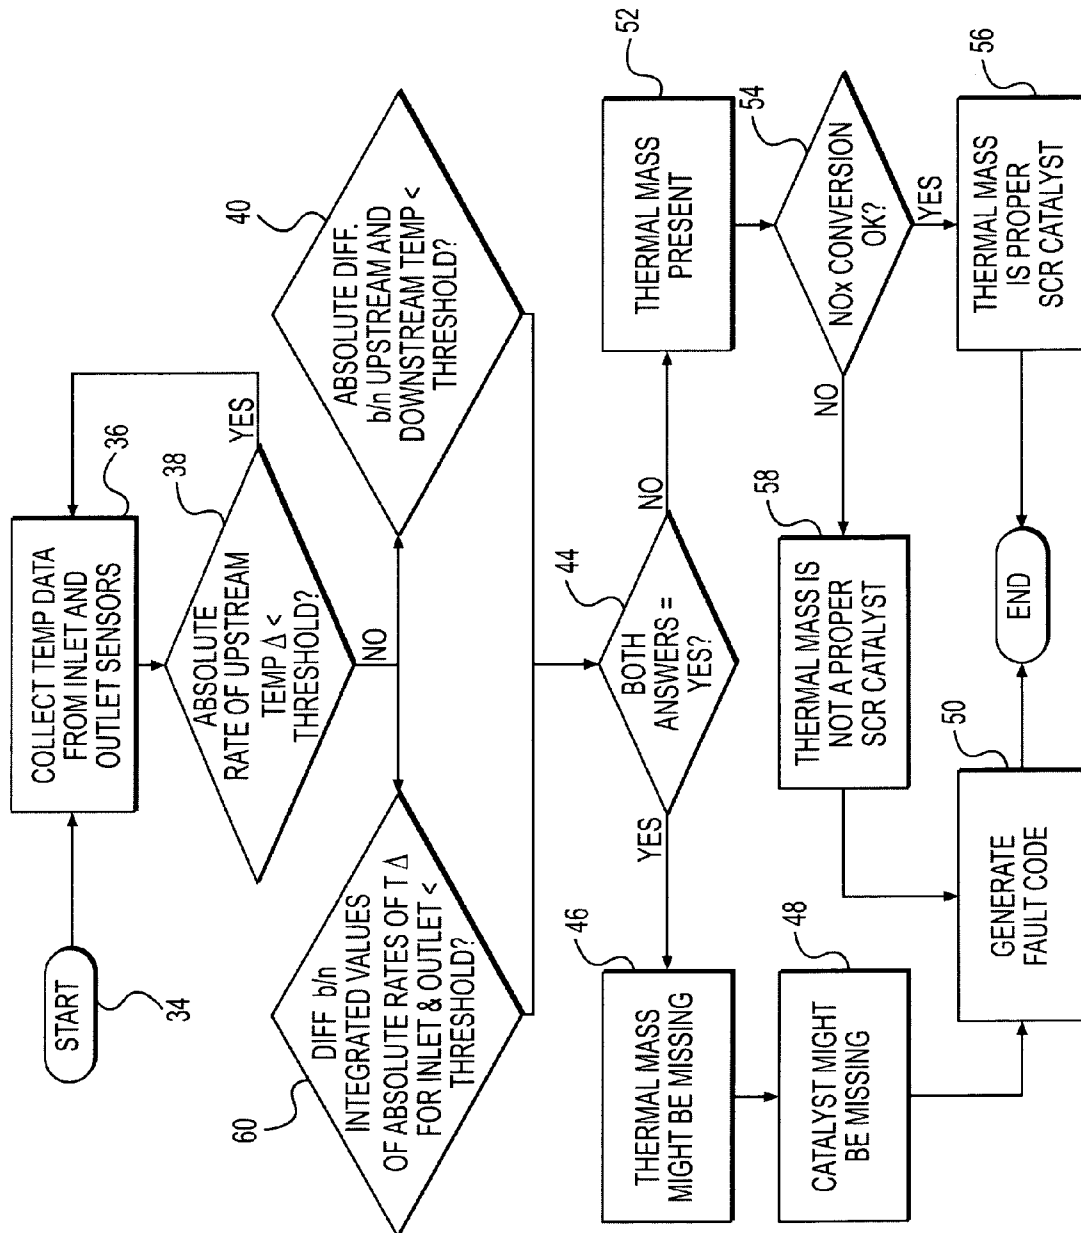 START
34
COLLECT TEMP DATA
FROM INLET AND
OUTLET SENSORS
36
ABSOLUTE
RATE OF UPSTREAM
TEMP Δ <
THRESHOLD?
38
YES
NO
DIFF b/n
INTEGRATED VALUES
OF ABSOLUTE RATES OF T Δ
FOR INLET & OUTLET <
THRESHOLD?
60
ABSOLUTE DIFF.
b/n UPSTREAM AND
DOWNSTREAM TEMP <
THRESHOLD?
40
BOTH
ANSWERS =
YES?
44
YES
NO
THERMAL MASS
MIGHT BE MISSING
46
CATALYST MIGHT
BE MISSING
48
THERMAL MASS
PRESENT
52
NOx CONVERSION
OK?
54
NO
YES
THERMAL MASS IS
NOT A PROPER
SCR CATALYST
58
THERMAL MASS
IS PROPER
SCR CATALYST
56
GENERATE
FAULT CODE
50
END